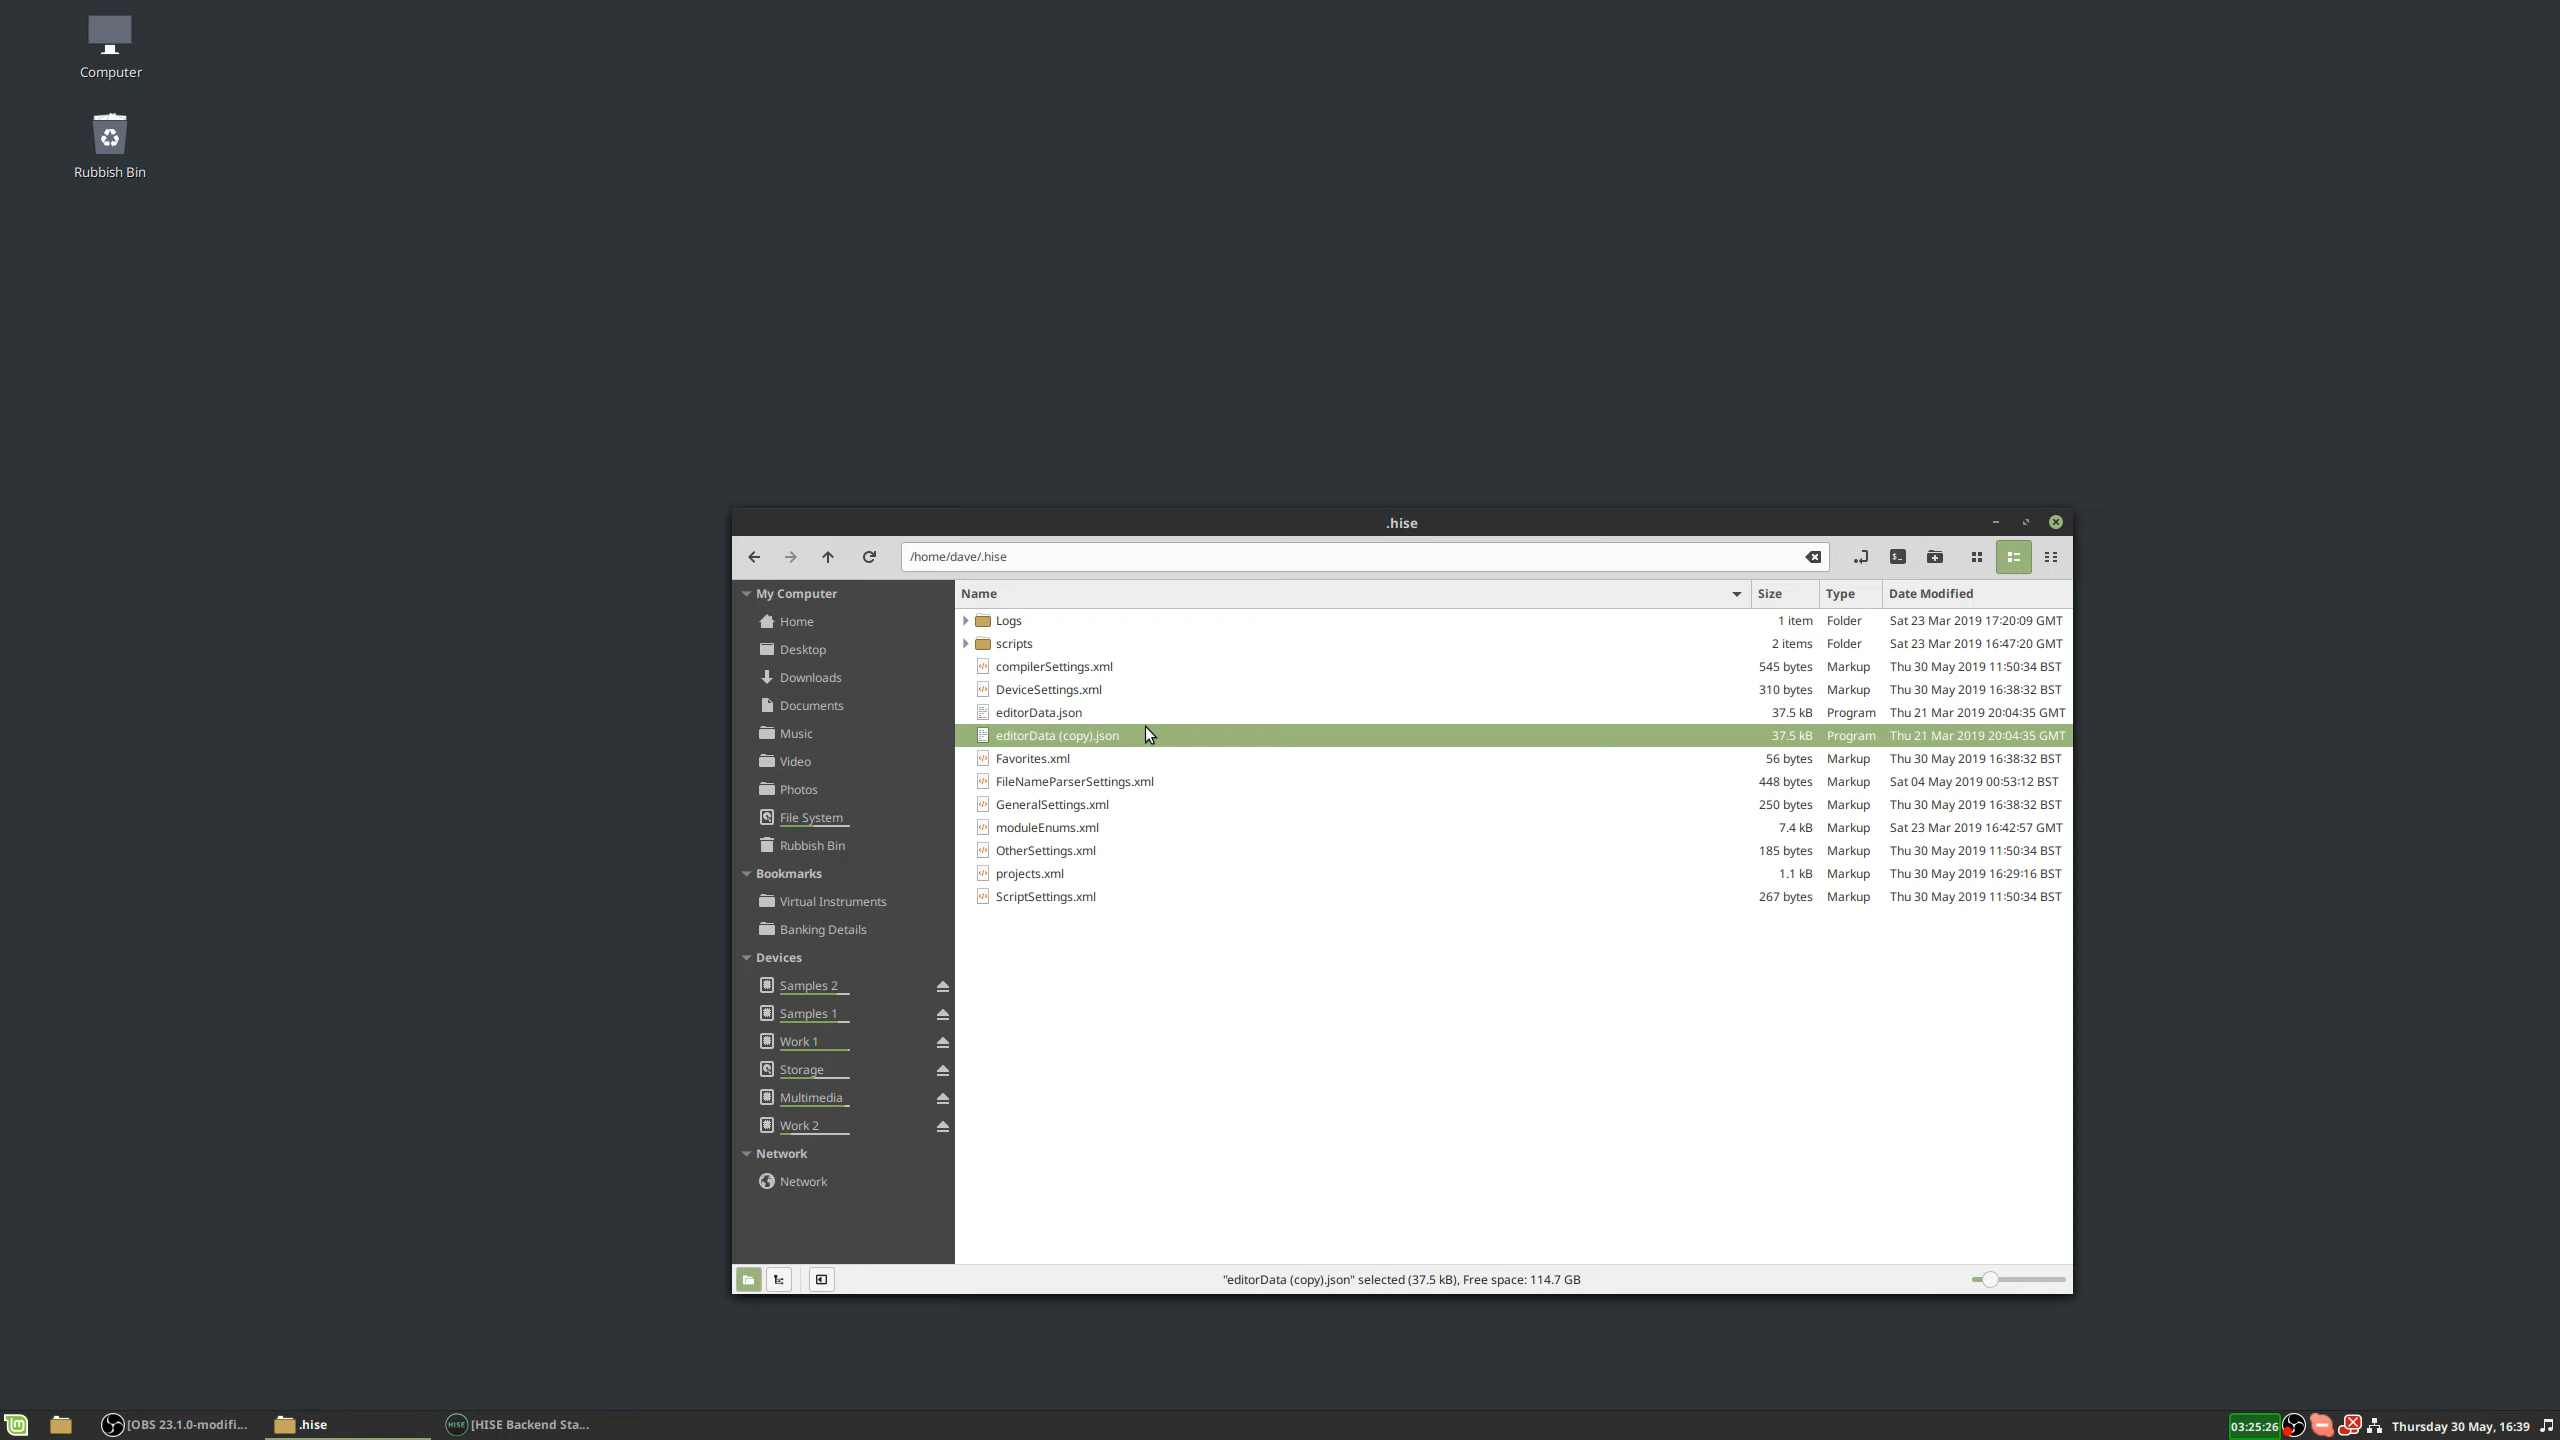 Computer
Rubbish Bin
.hise
/home/dave/.hise
My Computer
Home
Desktop
Downloads
Documents
Music
Video
Photos
File System
Rubbish Bin
Bookmarks
Virtual Instruments
Banking Details
Devices
Samples 2
Samples 1
Work 1
Storage
Multimedia
Work 2
Network
Network
Name Size Type Date Modified
Logs 1 item Folder Sat 23 Mar 2019 17:20:09 GMT
scripts 2 items Folder Sat 23 Mar 2019 16:47:20 GMT
compilerSettings.xml 545 bytes Markup Thu 30 May 2019 11:50:34 BST
DeviceSettings.xml 310 bytes Markup Thu 30 May 2019 16:38:32 BST
editorData.json 37.5 kB Program Thu 21 Mar 2019 20:04:35 GMT
editorData (copy).json 37.5 kB Program Thu 21 Mar 2019 20:04:35 GMT
Favorites.xml 56 bytes Markup Thu 30 May 2019 16:38:32 BST
FileNameParserSettings.xml 448 bytes Markup Sat 04 May 2019 00:53:12 BST
GeneralSettings.xml 250 bytes Markup Thu 30 May 2019 16:38:32 BST
moduleEnums.xml 7.4 kB Markup Sat 23 Mar 2019 16:42:57 GMT
OtherSettings.xml 185 bytes Markup Thu 30 May 2019 11:50:34 BST
projects.xml 1.1 kB Markup Thu 30 May 2019 16:29:16 BST
ScriptSettings.xml 267 bytes Markup Thu 30 May 2019 11:50:34 BST
"editorData (copy).json" selected (37.5 kB), Free space: 114.7 GB
[OBS 23.1.0-modifi... .hise HISE [HISE Backend Sta... 03:25:26 Thursday 30 May, 16:39